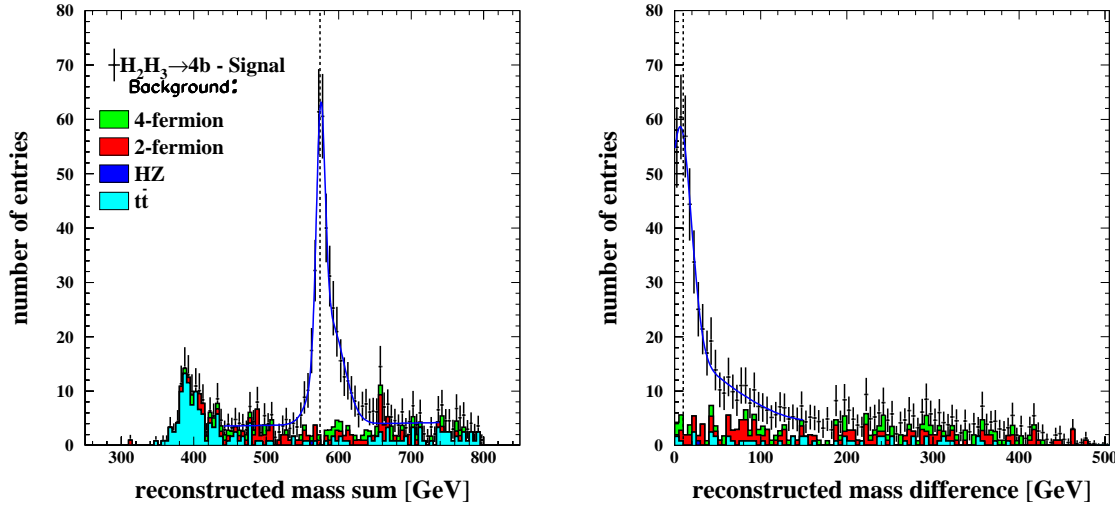 80
70
60
50
40
30
20
10
0
number of entries
H₂H₃→4b - Signal
Background:
4-fermion
2-fermion
HZ
tt̄
300 400 500 600 700 800
reconstructed mass sum [GeV]
80
70
60
50
40
30
20
10
0
number of entries
0 100 200 300 400 500
reconstructed mass difference [GeV]